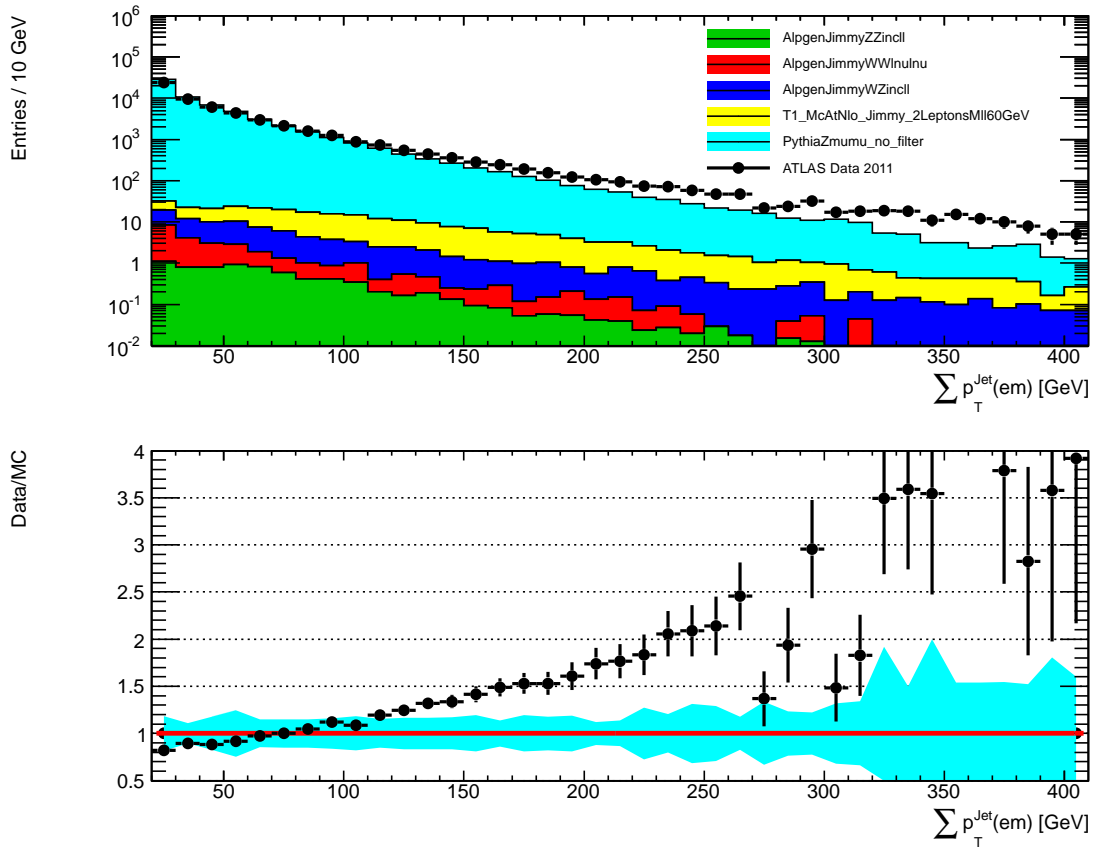 Entries / 10 GeV
10^6
10^5
10^4
10^3
10^2
10
1
10^-1
10^-2
AlpgenJimmyZZincll
AlpgenJimmyWWlnulnu
AlpgenJimmyWZincll
T1_McAtNlo_Jimmy_2LeptonsMll60GeV
PythiaZmumu_no_filter
ATLAS Data 2011
50 100 150 200 250 300 350 400
∑ p_T^Jet(em) [GeV]
Data/MC
4
3.5
3
2.5
2
1.5
1
0.5
50 100 150 200 250 300 350 400
∑ p_T^Jet(em) [GeV]